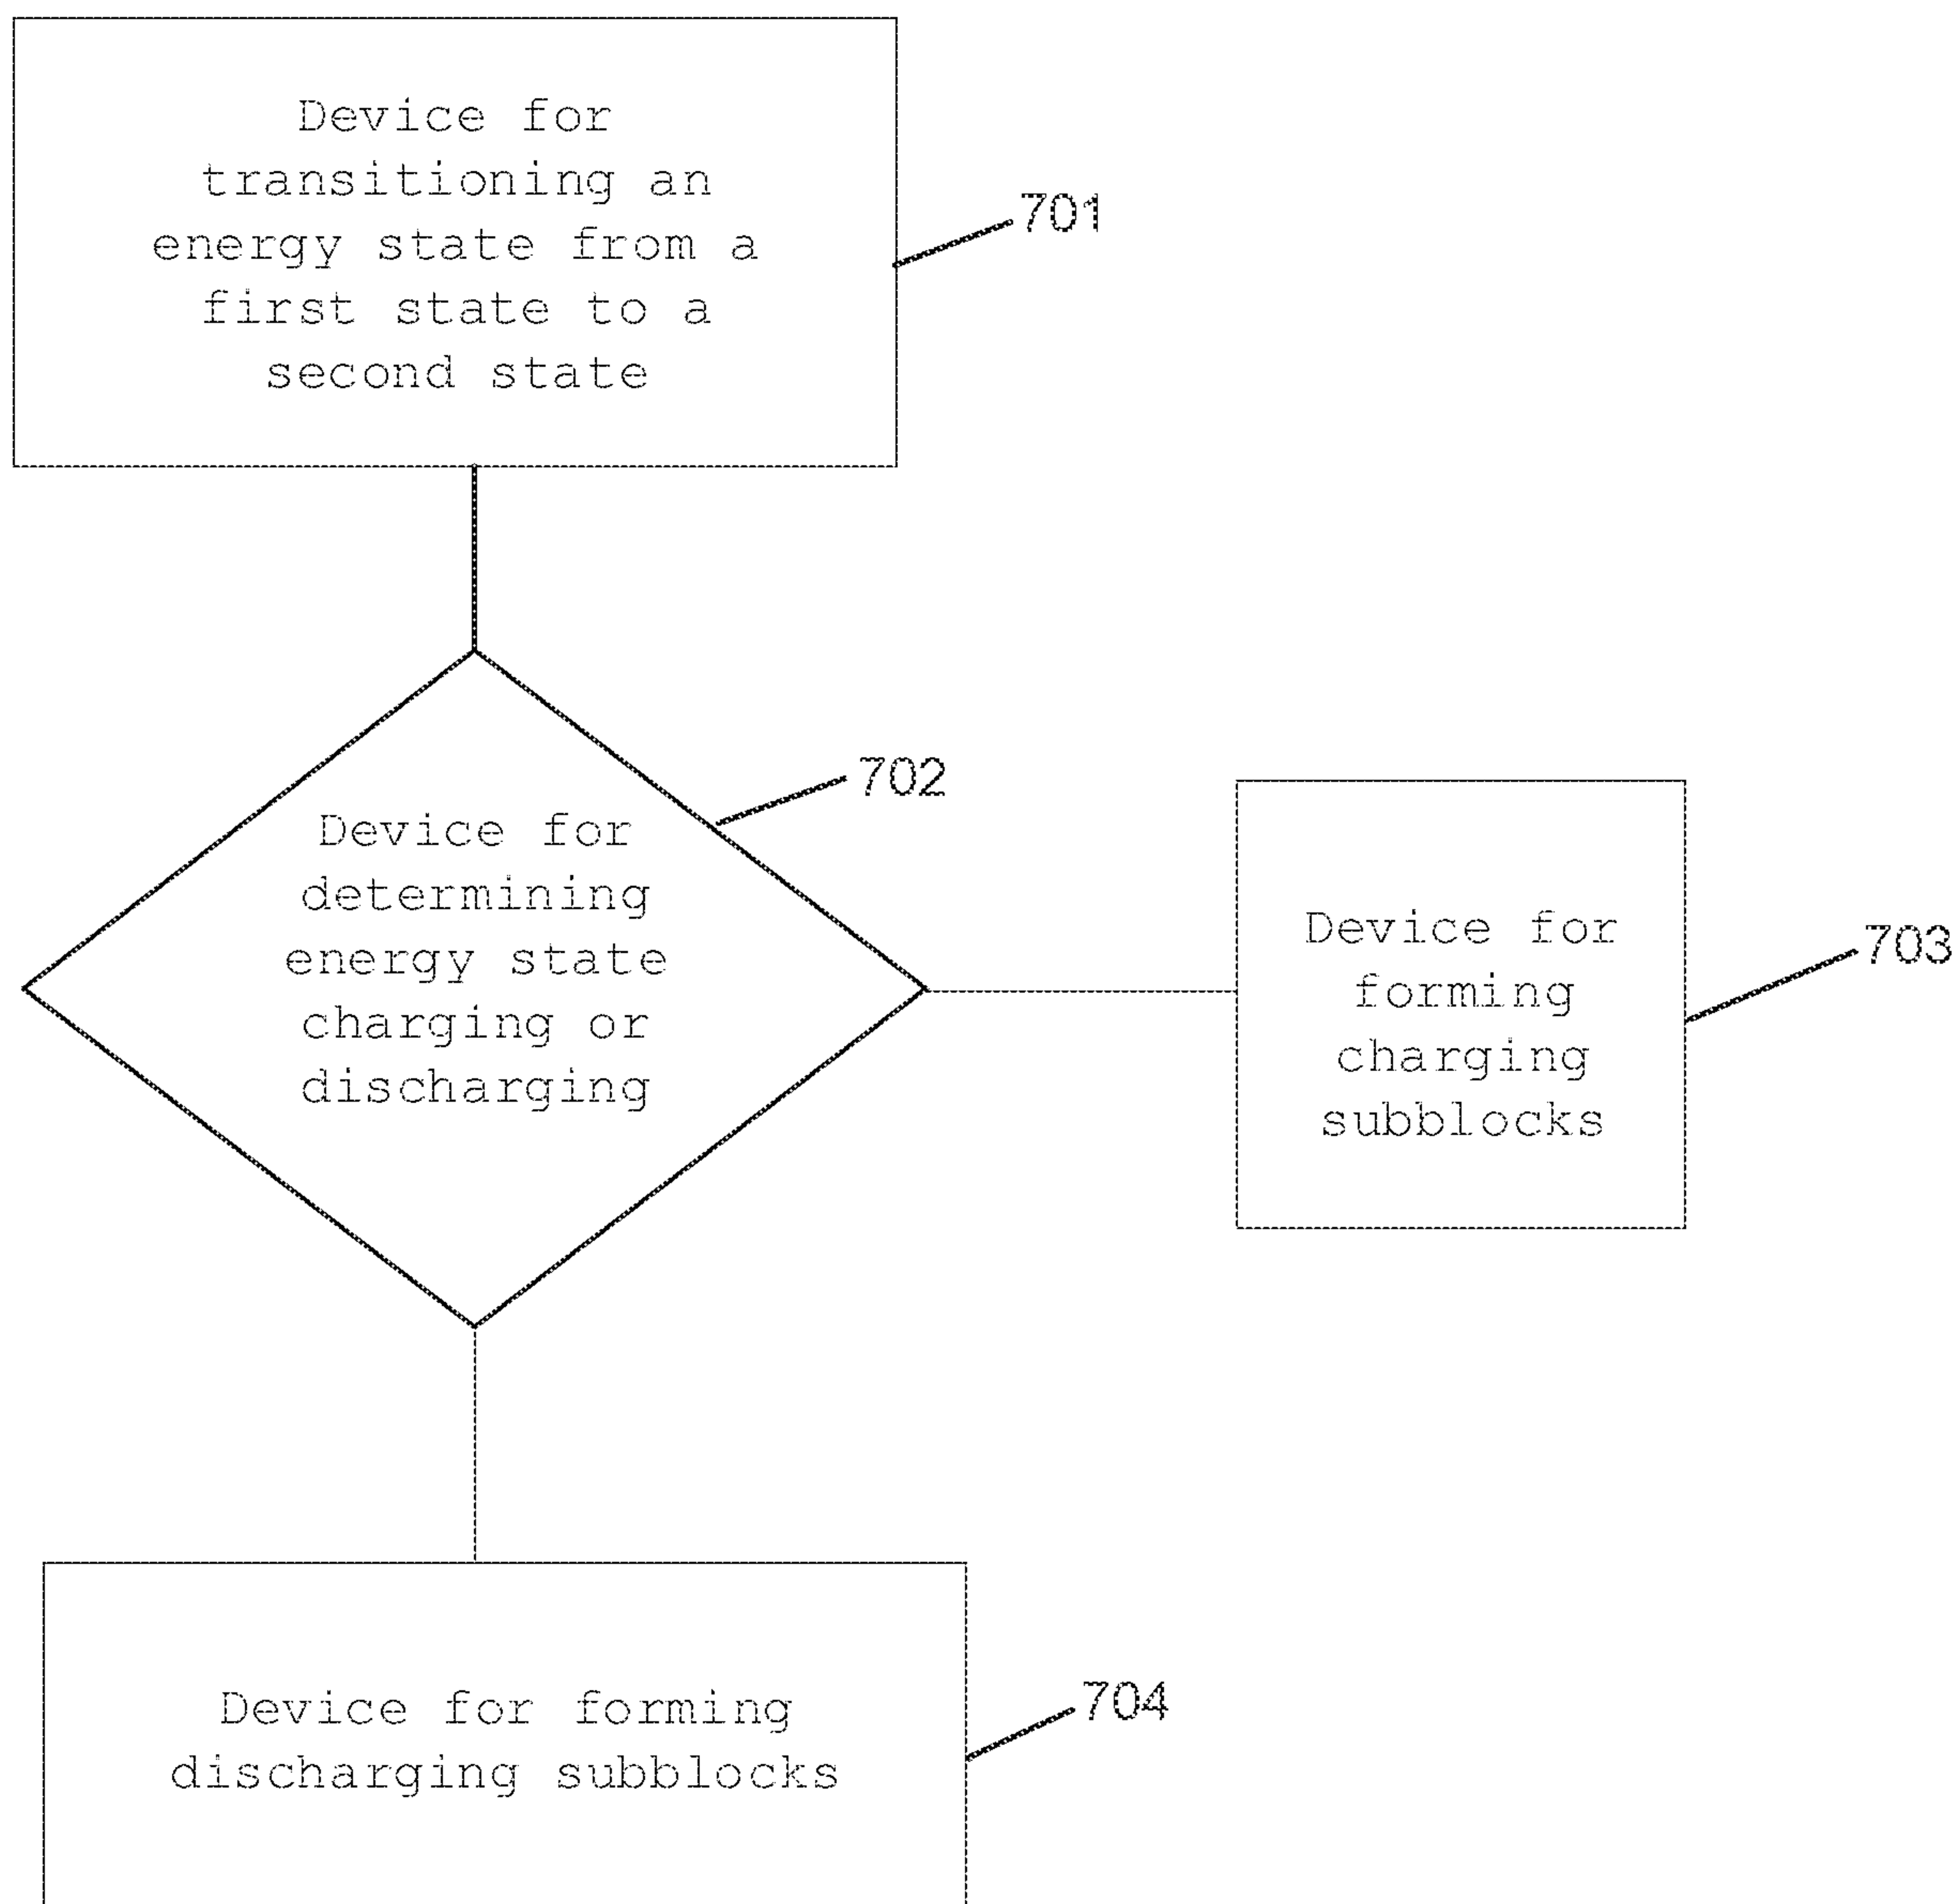 Device for
transitioning an
energy state from a
first state to a
second state
701
702
Device for
determining
energy state
charging or
discharging
Device for
forming
charging
subblocks
703
Device for forming
discharging subblocks
704